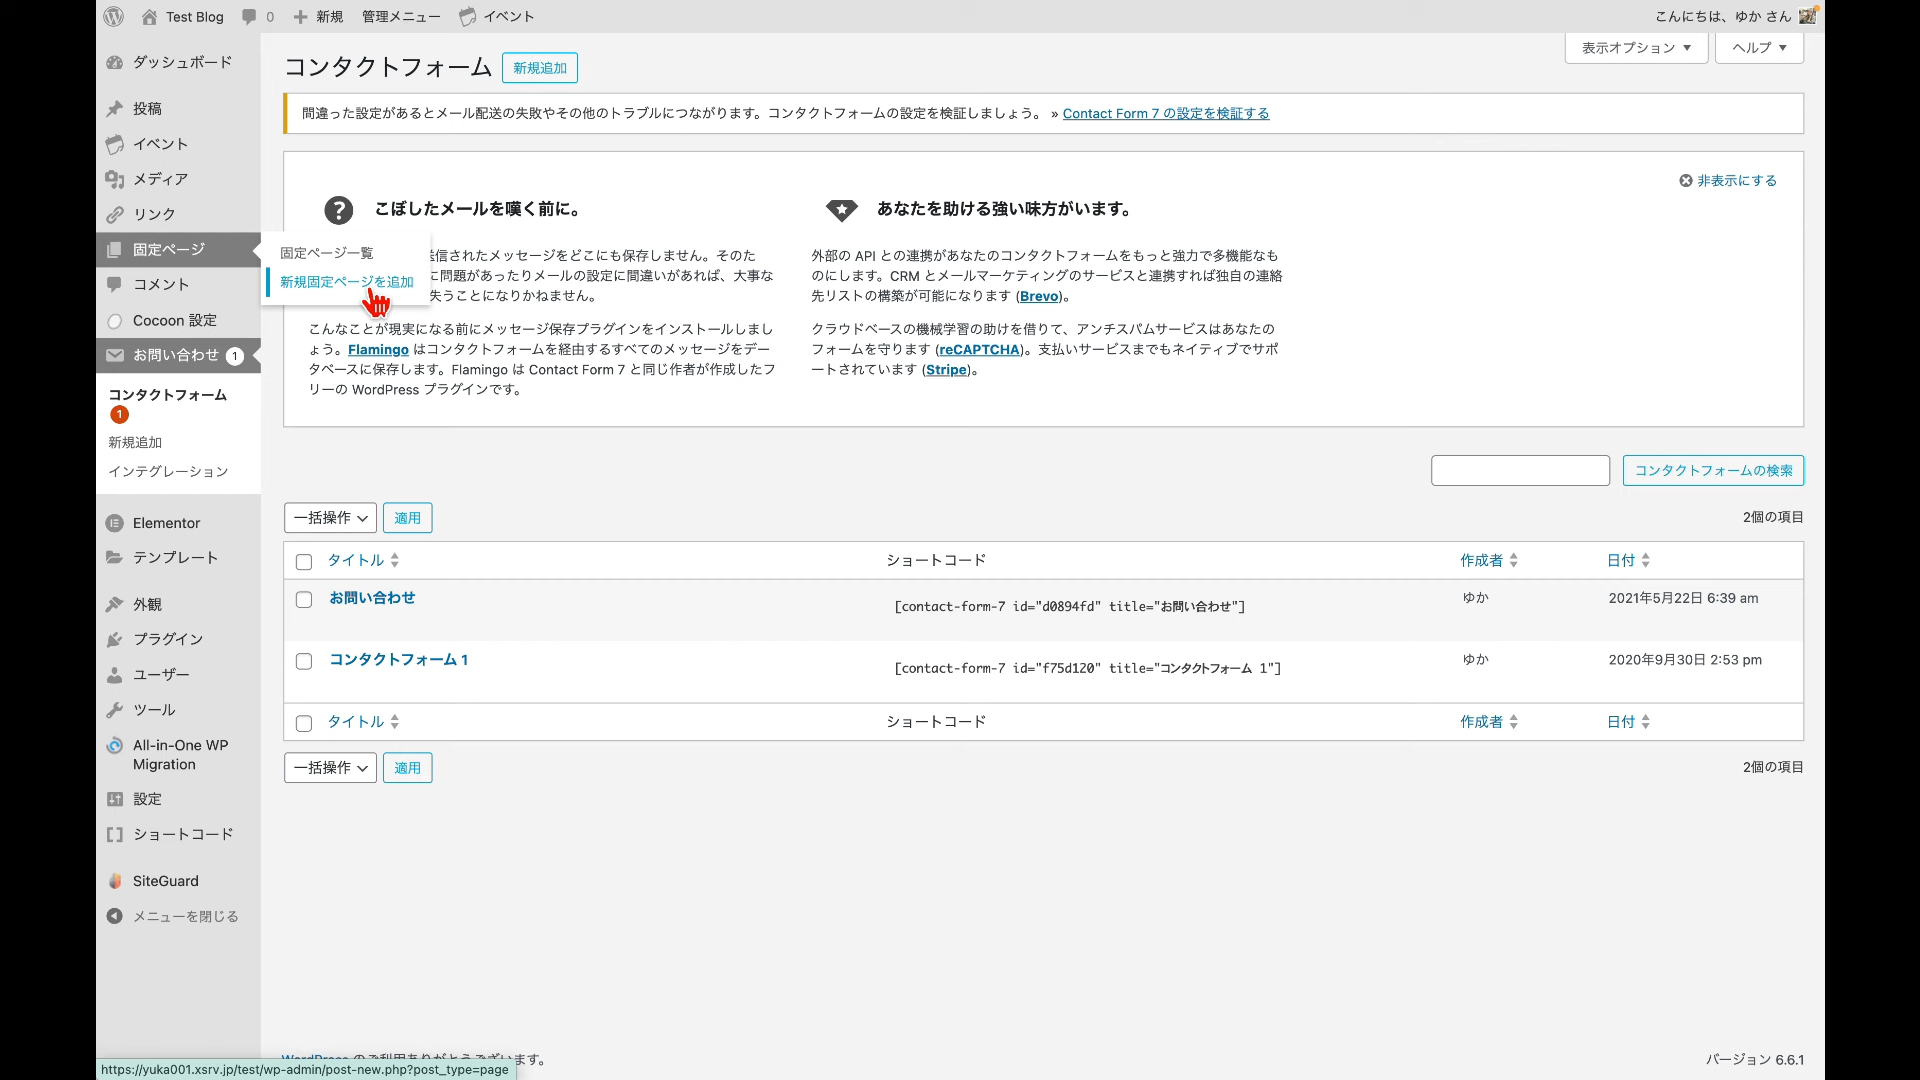 Test Blog
0
新規
管理メニュー
イベント
こんにちは、ゆか さん
ダッシュボード
投稿
イベント
メディア
リンク
固定ページ
コメント
Cocoon 設定
お問い合わせ 1
コンタクトフォーム
1
新規追加
インテグレーション
Elementor
テンプレート
外観
プラグイン
ユーザー
ツール
All-in-One WP
Migration
設定
ショートコード
SiteGuard
メニューを閉じる
固定ページ一覧
新規固定ページを追加
表示オプション
ヘルプ
コンタクトフォーム
新規追加
間違った設定があるとメール配送の失敗やその他のトラブルにつながります。コンタクトフォームの設定を検証しましょう。 » Contact Form 7 の設定を検証する
非表示にする
こぼしたメールを嘆く前に。
信されたメッセージをどこにも保存しません。そのた
に問題があったりメールの設定に間違いがあれば、大事な
失うことになりかねません。
こんなことが現実になる前にメッセージ保存プラグインをインストールしまし
ょう。Flamingo はコンタクトフォームを経由するすべてのメッセージをデー
タベースに保存します。Flamingo は Contact Form 7 と同じ作者が作成したフ
リーの WordPress プラグインです。
あなたを助ける強い味方がいます。
外部の API との連携があなたのコンタクトフォームをもっと強力で多機能なも
のにします。CRM とメールマーケティングのサービスと連携すれば独自の連絡
先リストの構築が可能になります (Brevo)。
クラウドベースの機械学習の助けを借りて、アンチスパムサービスはあなたの
フォームを守ります (reCAPTCHA)。支払いサービスまでもネイティブでサポ
ートされています (Stripe)。
コンタクトフォームの検索
一括操作
適用
2個の項目
タイトル
ショートコード
作成者
日付
お問い合わせ
[contact-form-7 id="d0894fd" title="お問い合わせ"]
ゆか
2021年5月22日 6:39 am
コンタクトフォーム 1
[contact-form-7 id="f75d120" title="コンタクトフォーム 1"]
ゆか
2020年9月30日 2:53 pm
タイトル
ショートコード
作成者
日付
一括操作
適用
2個の項目
WordPress のご利用ありがとうございます。
バージョン 6.6.1
https://yuka001.xsrv.jp/test/wp-admin/post-new.php?post_type=page